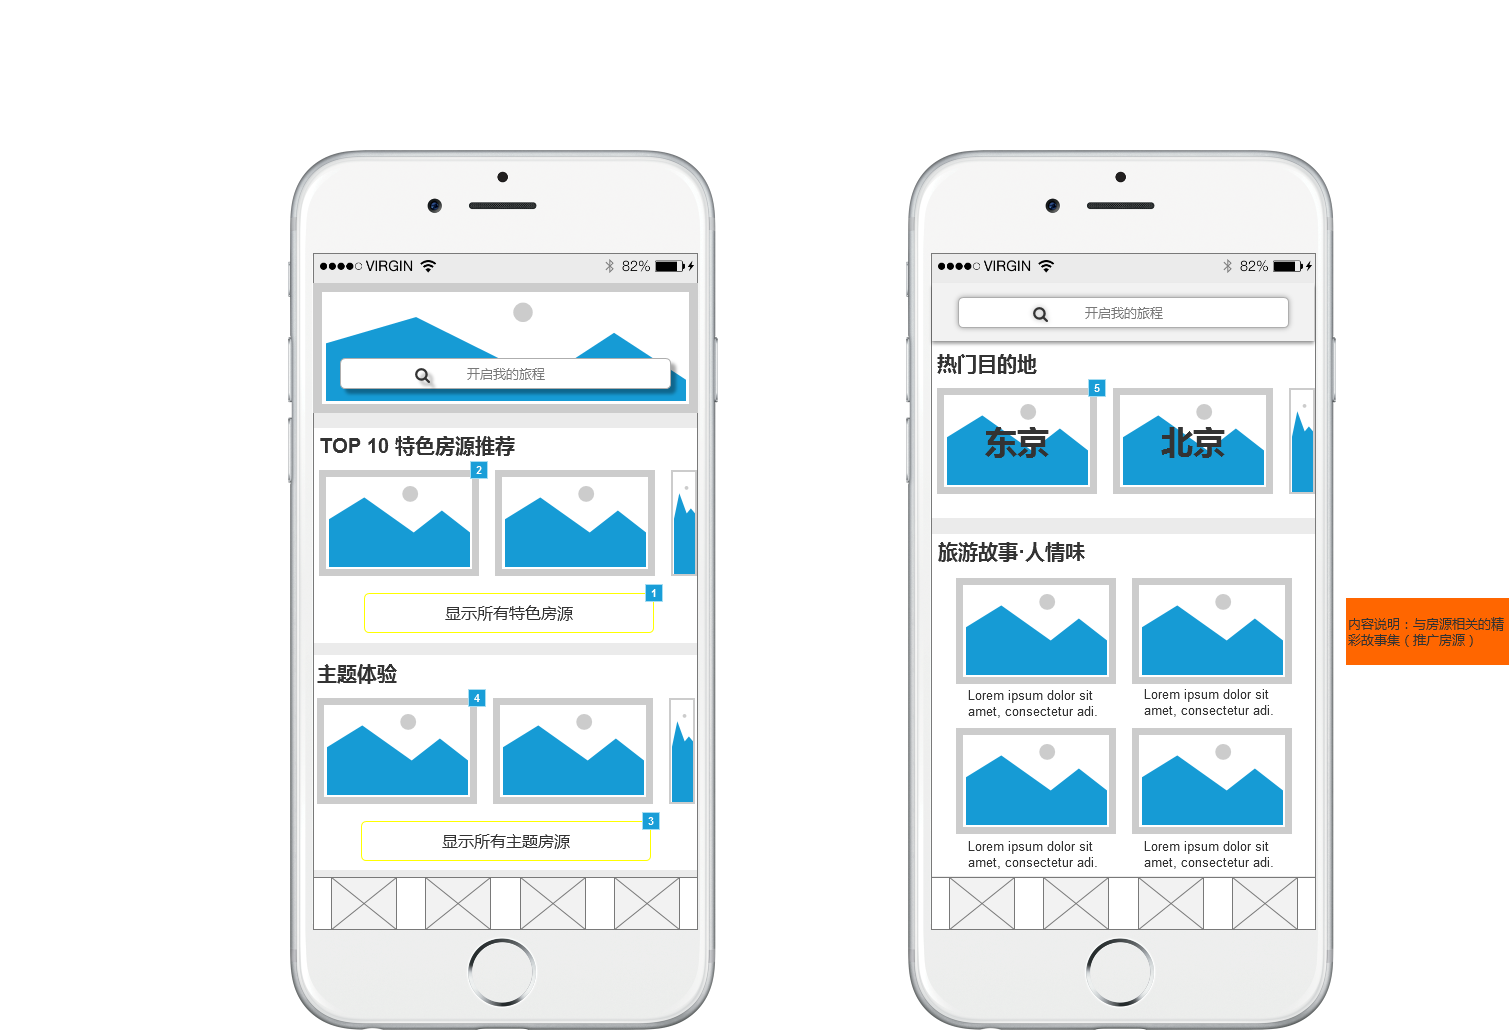 VIRGIN 82%
开启我的旅程
TOP 10 特色房源推荐
2
1
显示所有特色房源
主题体验
4
3
显示所有主题房源
VIRGIN 82%
开启我的旅程
热门目的地
5
东京 北京
旅游故事·人情味
Lorem ipsum dolor sit
amet, consectetur adi.
Lorem ipsum dolor sit
amet, consectetur adi.
Lorem ipsum dolor sit
amet, consectetur adi.
Lorem ipsum dolor sit
amet, consectetur adi.
内容说明：与房源相关的精
彩故事集（推广房源）